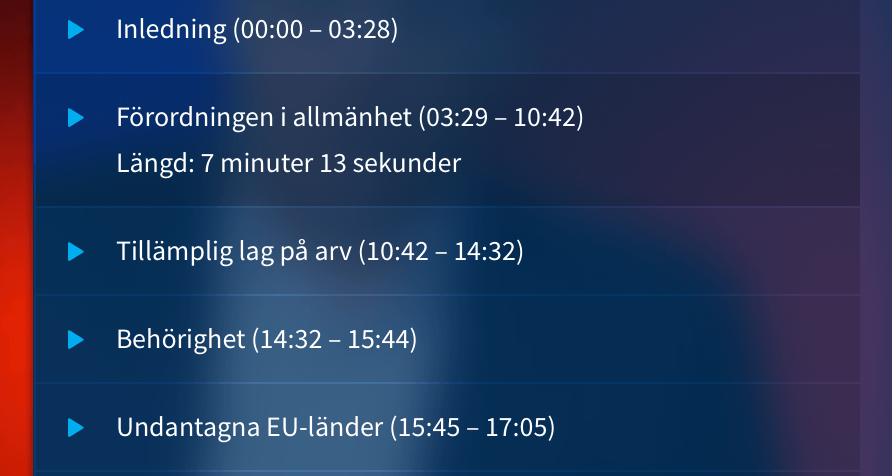 Inledning (00:00 – 03:28)
Förordningen i allmänhet (03:29 – 10:42)
Längd: 7 minuter 13 sekunder
Tillämplig lag på arv (10:42 – 14:32)
Behörighet (14:32 – 15:44)
Undantagna EU-länder (15:45 – 17:05)